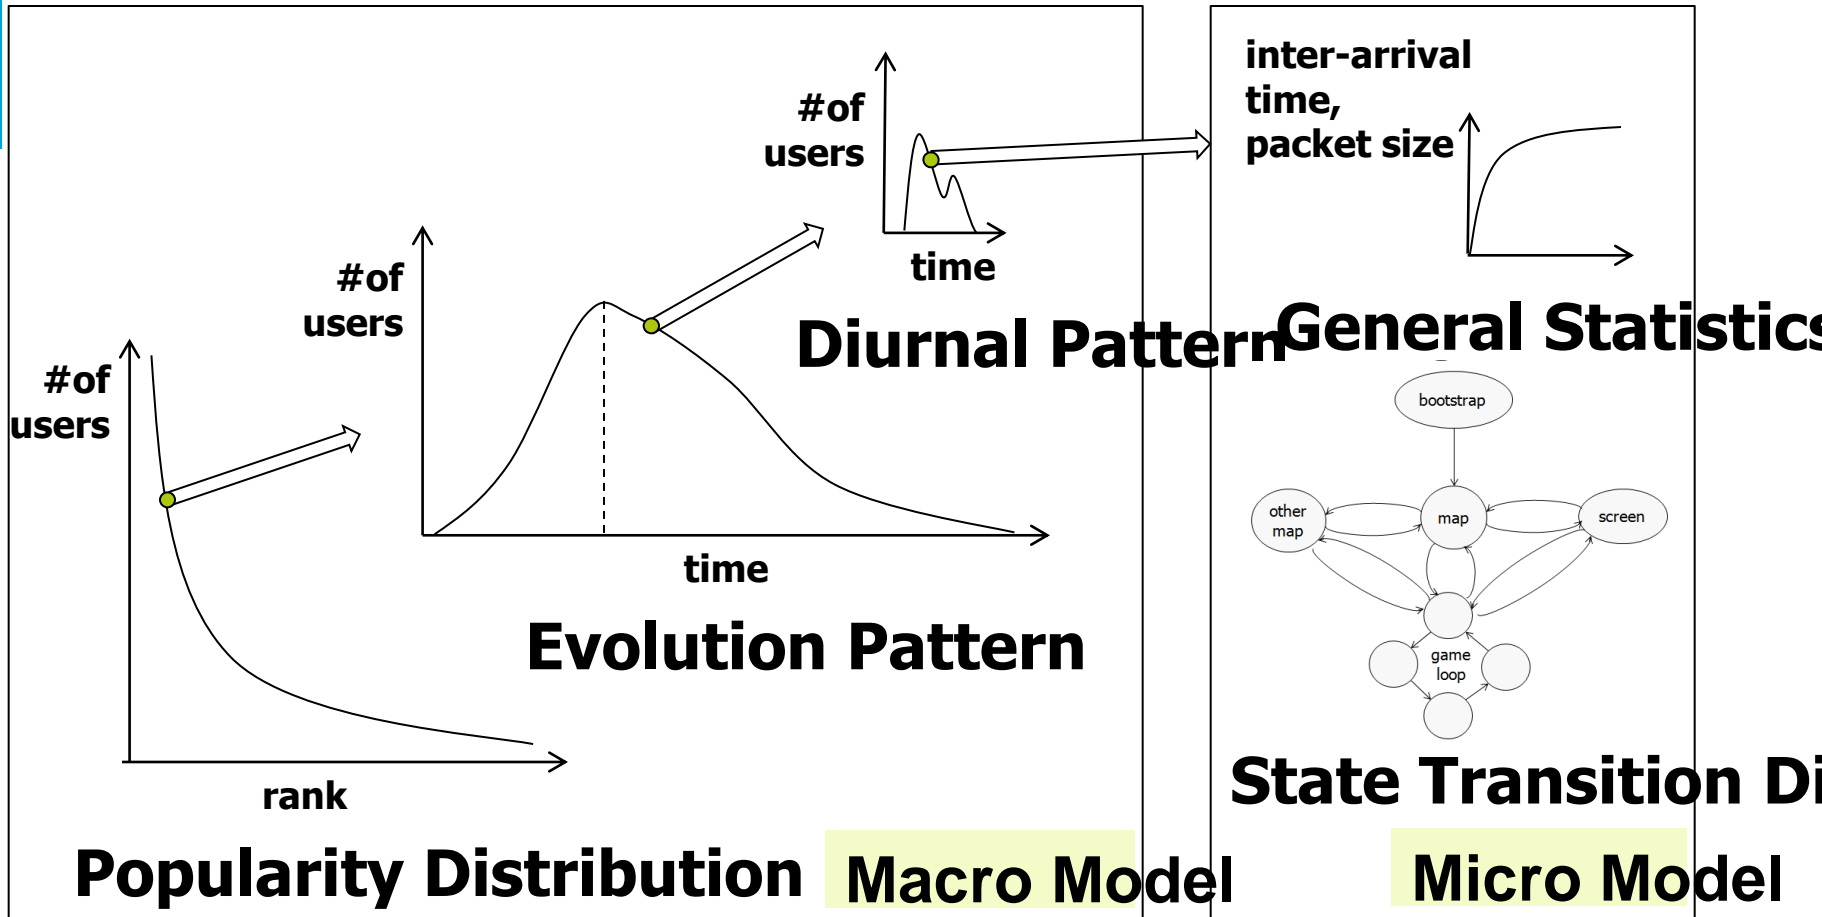 #of
users
rank
Popularity Distribution
#of
users
time
Evolution Pattern
#of
users
time
Diurnal Pattern
Macro Model
inter-arrival
time,
packet size
General Statistics
bootstrap
other
map
map
screen
game
loop
State Transition Di
Micro Model